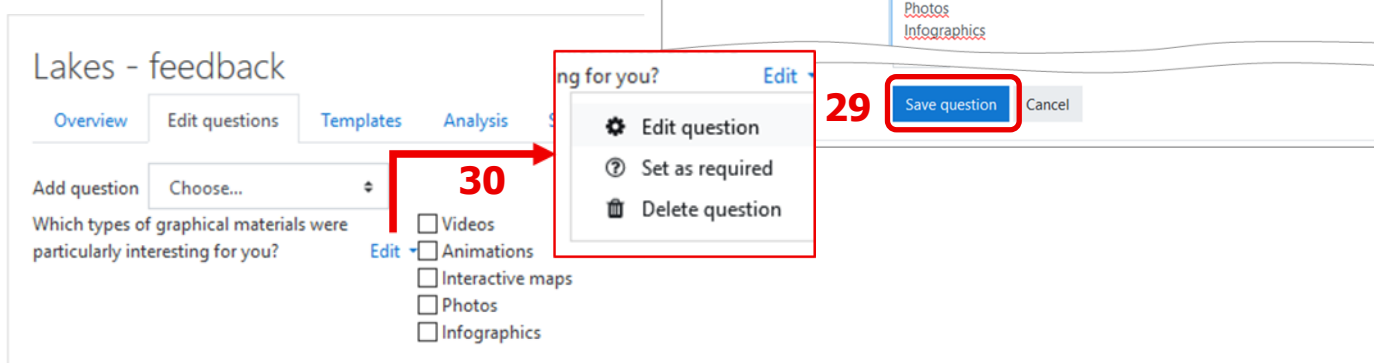 Photos
Infographics
29
Save question
Cancel
Lakes - feedback
Overview
Edit questions
Templates
Analysis
Add question
Choose...
Which types of graphical materials were
particularly interesting for you?
Edit
Videos
Animations
Interactive maps
Photos
Infographics
30
ng for you?
Edit
Edit question
Set as required
Delete question